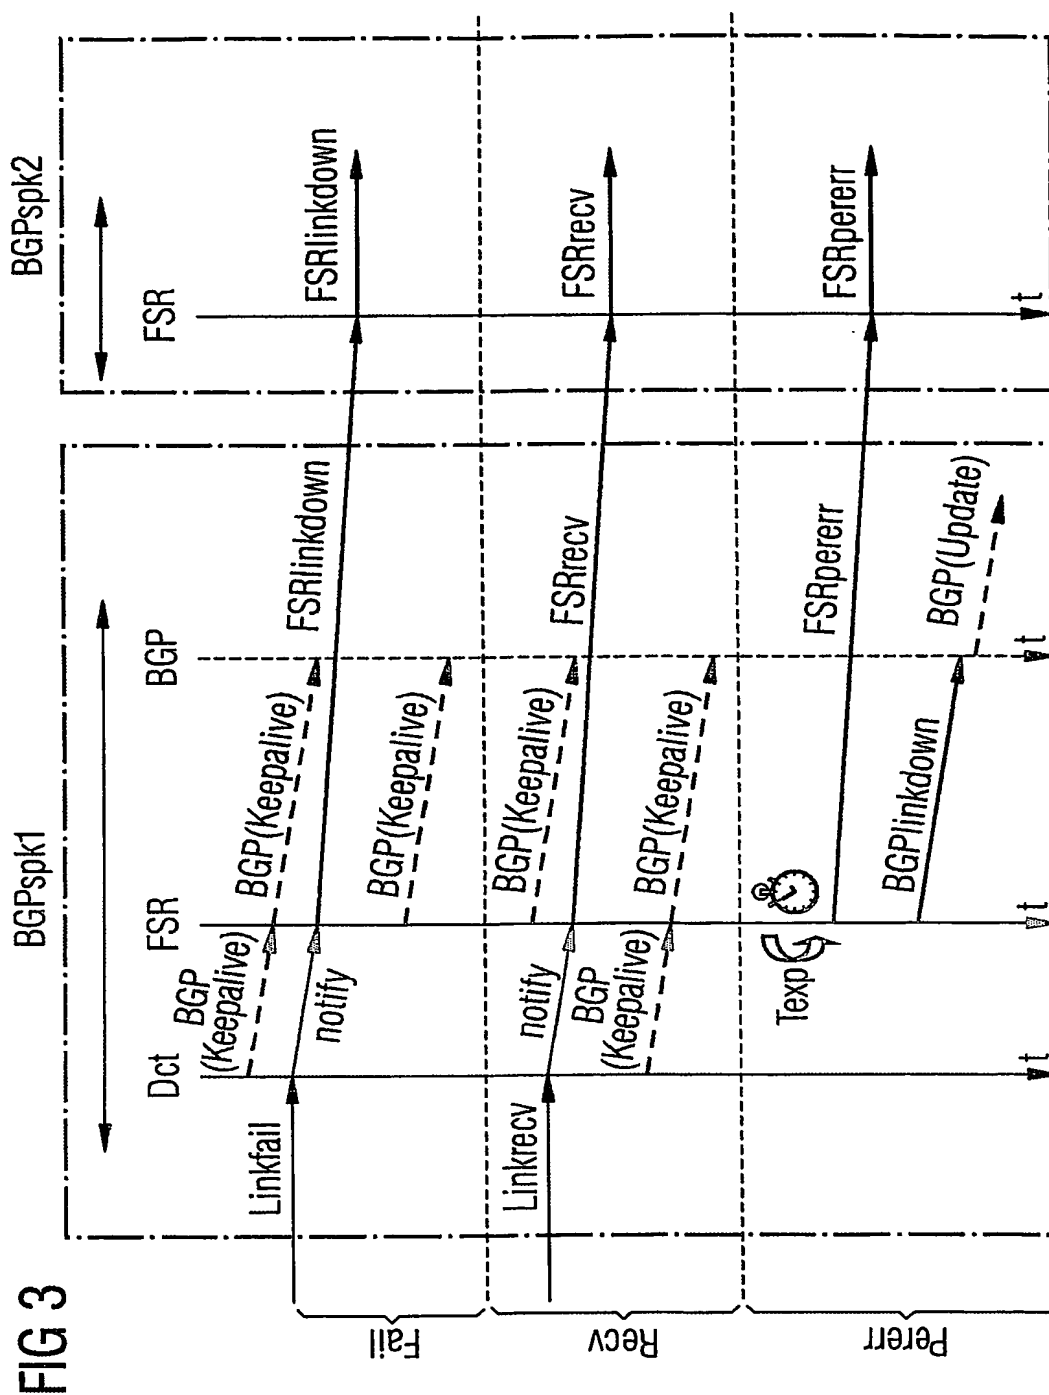 FIG 3
BGPspk1
BGPspk2
Dct
FSR
BGP
FSR
Fail
Linkfail
BGP
(Keepalive)
notify
BGP(Keepalive)
BGP(Keepalive)
FSRlinkdown
FSRlinkdown
Recv
Linkrecv
notify
BGP
(Keepalive)
BGP(Keepalive)
BGP(Keepalive)
FSRrecv
FSRrecv
Pererr
Texp
FSRpererr
FSRpererr
BGPlinkdown
BGP(Update)
t
t
t
t